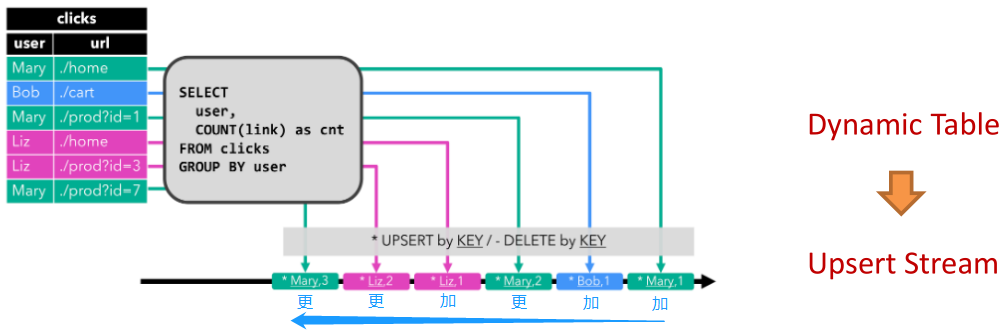 clicks
user url
Mary ./home
Bob ./cart
Mary ./prod?id=1
Liz ./home
Liz ./prod?id=3
Mary ./prod?id=7
SELECT
user,
COUNT(link) as cnt
FROM clicks
GROUP BY user
* UPSERT by KEY / - DELETE by KEY
* Mary,3 * Liz,2 * Liz,1 * Mary,2 * Bob,1 * Mary,1
更 更 加 更 加 加
Dynamic Table
Upsert Stream